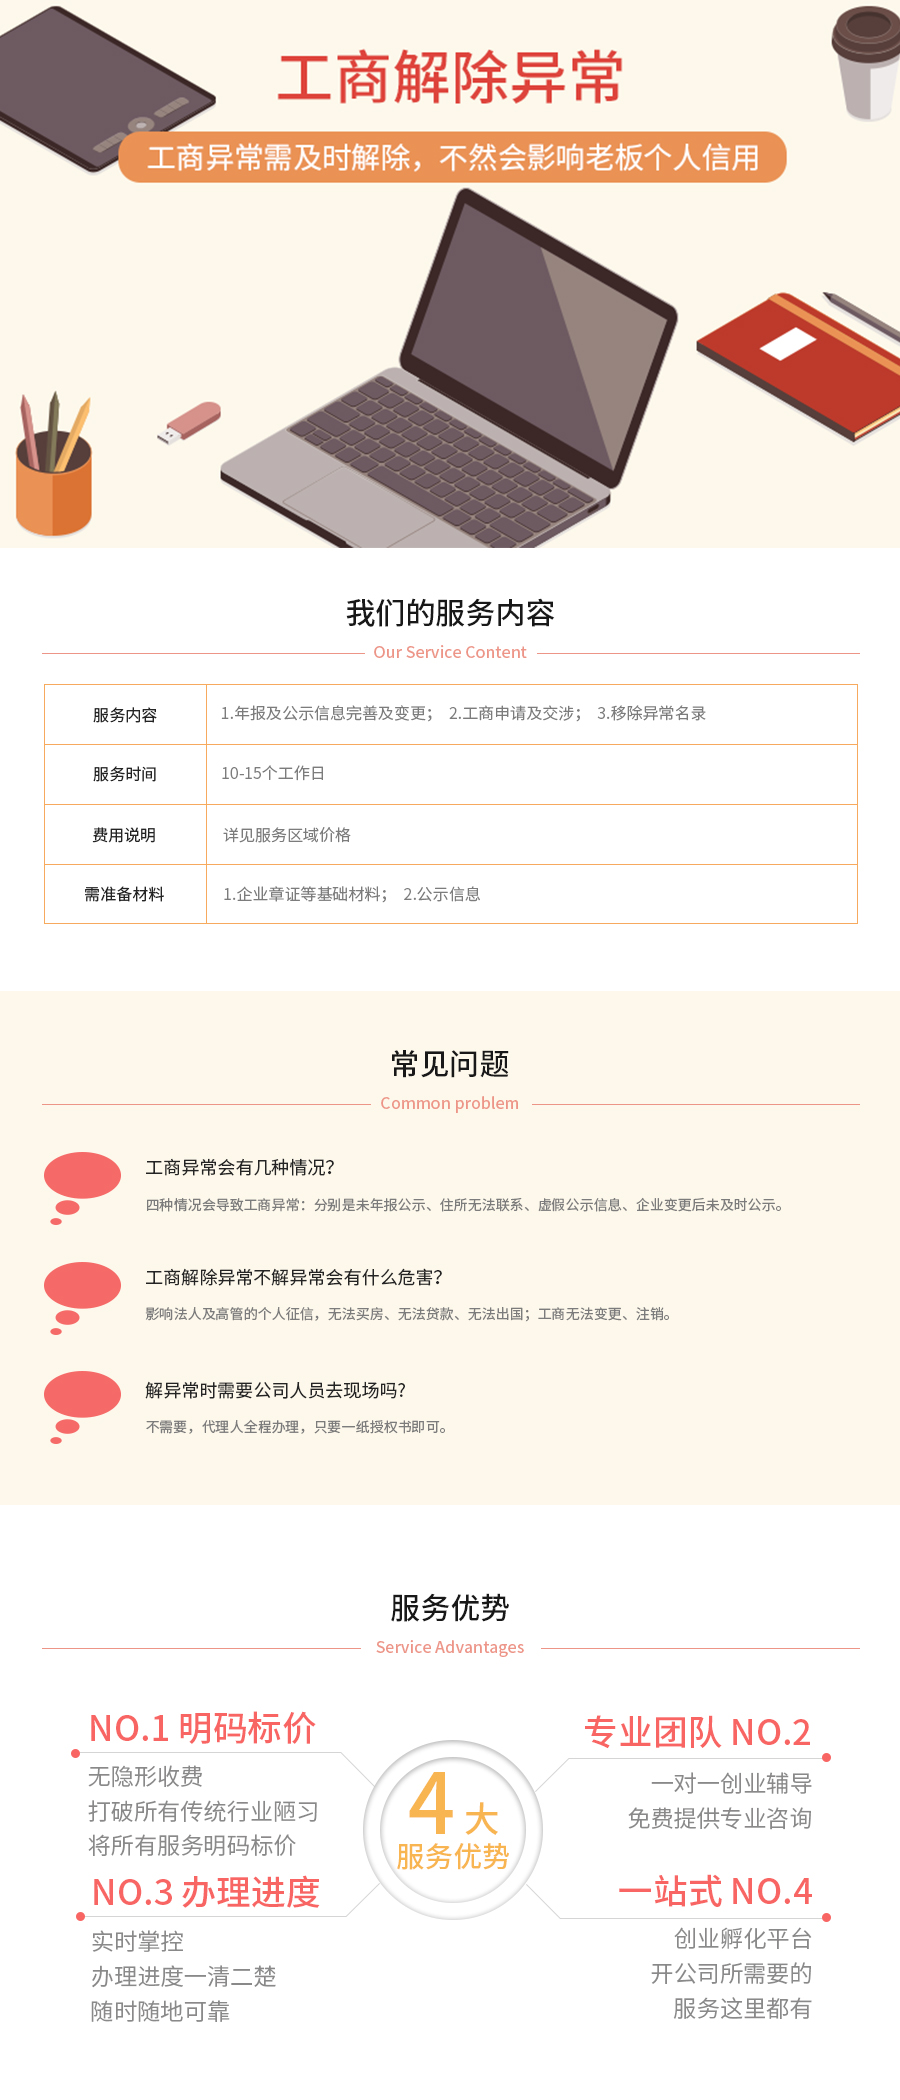 工商解除异常
工商异常需及时解除，不然会影响老板个人信用
我们的服务内容
Our Service Content
服务内容
1.年报及公示信息完善及变更； 2.工商申请及交涉； 3.移除异常名录
服务时间
10-15个工作日
费用说明
详见服务区域价格
需准备材料
1.企业章证等基础材料； 2.公示信息
常见问题
Common problem
工商异常会有几种情况？
四种情况会导致工商异常：分别是未年报公示、住所无法联系、虚假公示信息、企业变更后未及时公示。
工商解除异常不解异常会有什么危害？
影响法人及高管的个人征信，无法买房、无法贷款、无法出国；工商无法变更、注销。
解异常时需要公司人员去现场吗?
不需要，代理人全程办理，只要一纸授权书即可。
服务优势
Service Advantages
NO.1 明码标价
无隐形收费
打破所有传统行业陋习
将所有服务明码标价
专业团队 NO.2
一对一创业辅导
免费提供专业咨询
4 大
服务优势
NO.3 办理进度
实时掌控
办理进度一清二楚
随时随地可靠
一站式 NO.4
创业孵化平台
开公司所需要的
服务这里都有